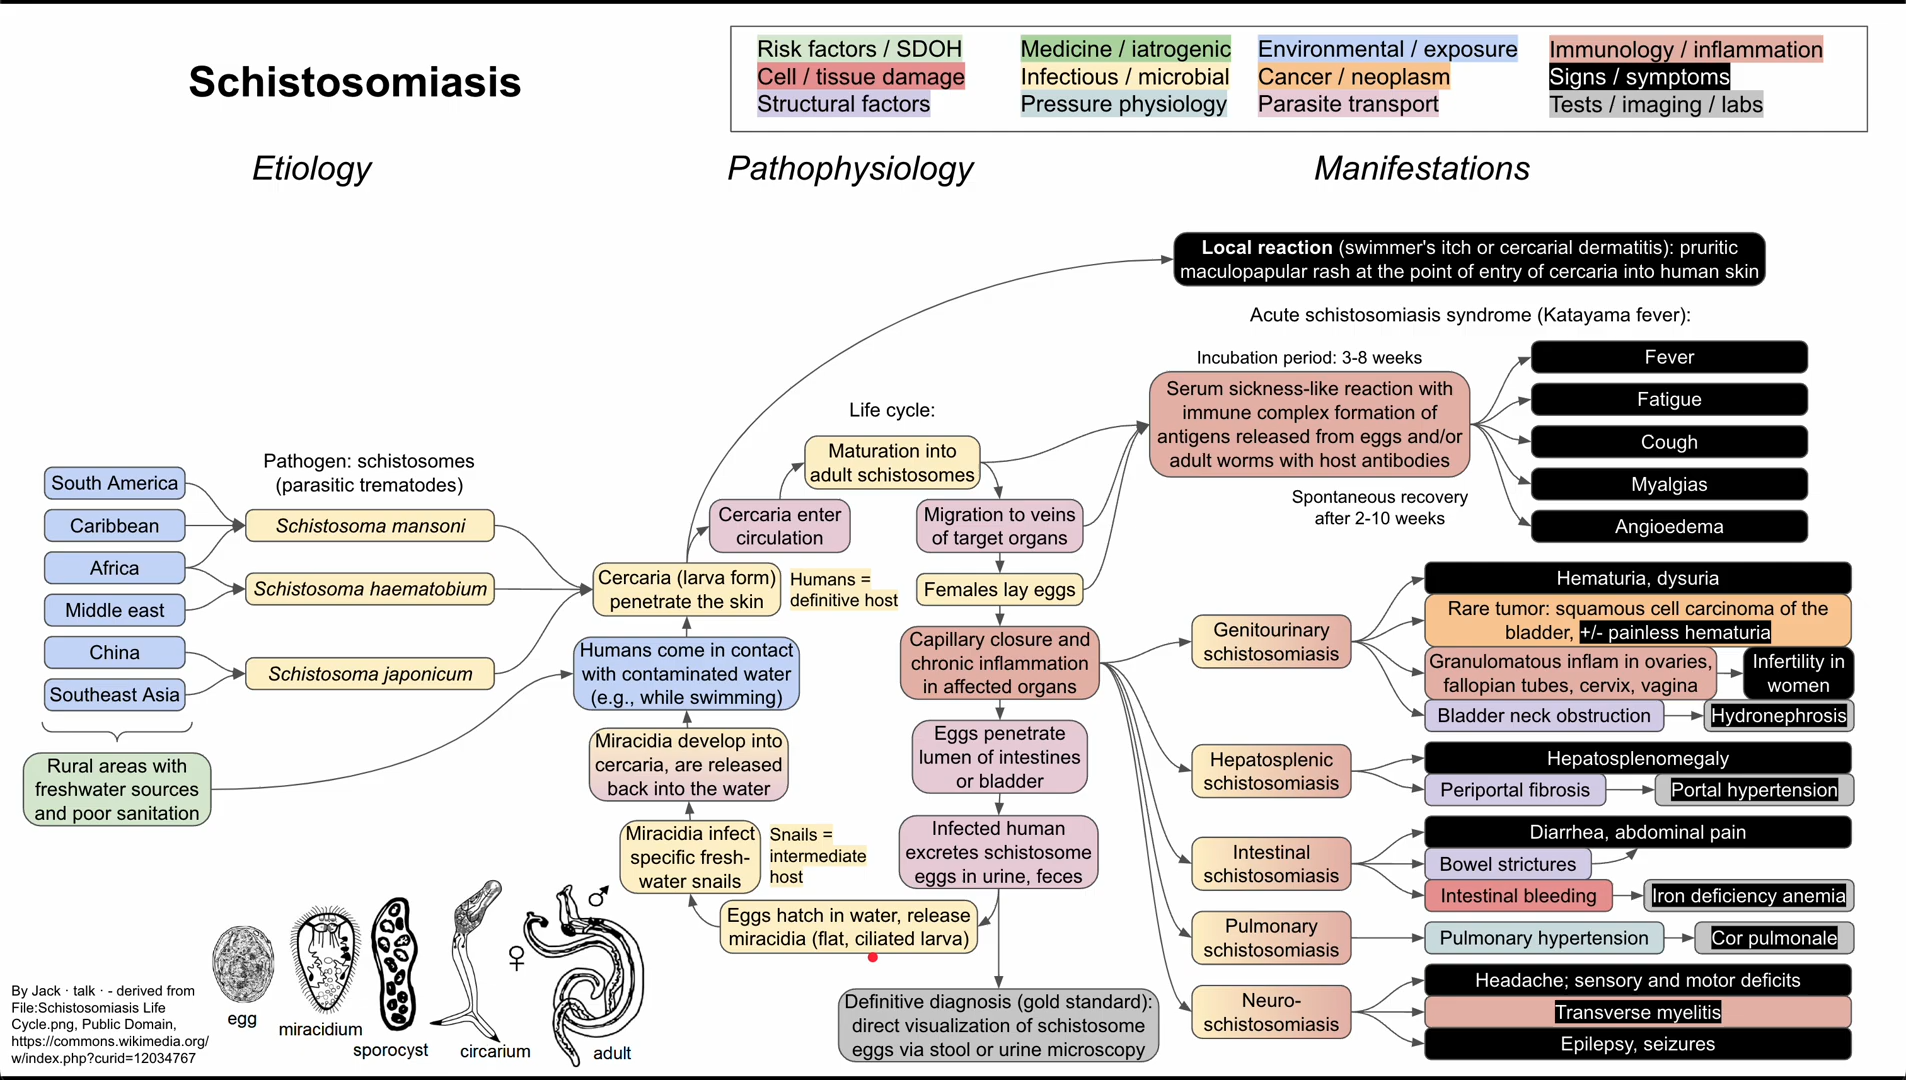 Schistosomiasis
Risk factors / SDOH
Cell / tissue damage
Structural factors
Medicine / iatrogenic
Infectious / microbial
Pressure physiology
Environmental / exposure
Cancer / neoplasm
Parasite transport
Immunology / inflammation
Signs / symptoms
Tests / imaging / labs
Etiology
Pathophysiology
Manifestations
South America
Caribbean
Africa
Middle east
China
Southeast Asia
Rural areas with
freshwater sources
and poor sanitation
Pathogen: schistosomes
(parasitic trematodes)
Schistosoma mansoni
Schistosoma haematobium
Schistosoma japonicum
Life cycle:
Maturation into
adult schistosomes
Cercaria enter
circulation
Cercaria (larva form)
penetrate the skin
Humans =
definitive host
Humans come in contact
with contaminated water
(e.g., while swimming)
Miracidia develop into
cercaria, are released
back into the water
Miracidia infect
specific fresh-
water snails
Snails =
intermediate
host
Eggs hatch in water, release
miracidia (flat, ciliated larva)
Migration to veins
of target organs
Females lay eggs
Capillary closure and
chronic inflammation
in affected organs
Eggs penetrate
lumen of intestines
or bladder
Infected human
excretes schistosome
eggs in urine, feces
Definitive diagnosis (gold standard):
direct visualization of schistosome
eggs via stool or urine microscopy
Local reaction (swimmer's itch or cercarial dermatitis): pruritic
maculopapular rash at the point of entry of cercaria into human skin
Acute schistosomiasis syndrome (Katayama fever):
Incubation period: 3-8 weeks
Serum sickness-like reaction with
immune complex formation of
antigens released from eggs and/or
adult worms with host antibodies
Spontaneous recovery
after 2-10 weeks
Fever
Fatigue
Cough
Myalgias
Angioedema
Genitourinary
schistosomiasis
Hematuria, dysuria
Rare tumor: squamous cell carcinoma of the
bladder, +/- painless hematuria
Granulomatous inflam in ovaries,
fallopian tubes, cervix, vagina
Infertility in
women
Bladder neck obstruction
Hydronephrosis
Hepatosplenic
schistosomiasis
Hepatosplenomegaly
Periportal fibrosis
Portal hypertension
Intestinal
schistosomiasis
Diarrhea, abdominal pain
Bowel strictures
Intestinal bleeding
Iron deficiency anemia
Pulmonary
schistosomiasis
Pulmonary hypertension
Cor pulmonale
Neuro-
schistosomiasis
Headache; sensory and motor deficits
Transverse myelitis
Epilepsy, seizures
By Jack · talk · - derived from
File:Schistosomiasis Life
Cycle.png, Public Domain,
https://commons.wikimedia.org/
w/index.php?curid=12034767
egg
miracidium
sporocyst
circarium
♀
♂
adult